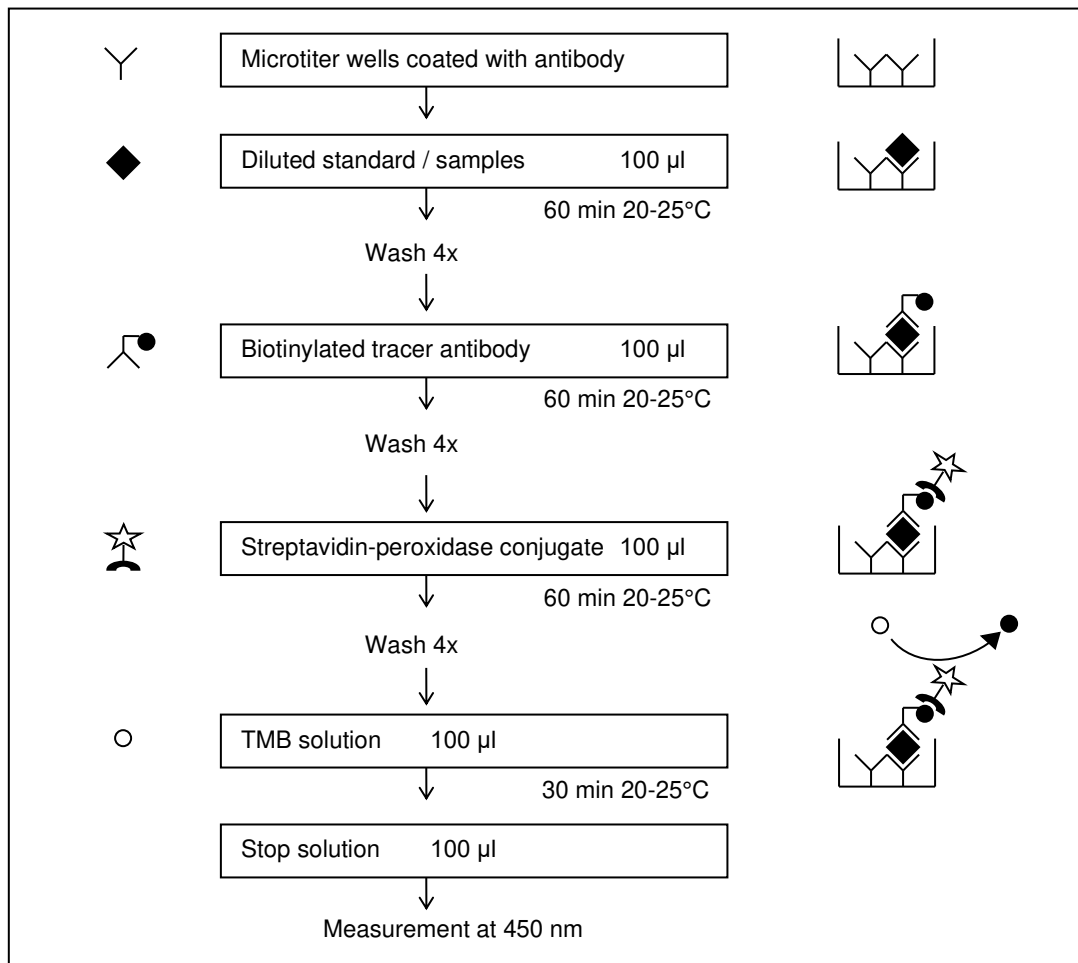 Microtiter wells coated with antibody
Diluted standard / samples 100 µl
60 min 20-25°C
Wash 4x
Biotinylated tracer antibody 100 µl
60 min 20-25°C
Wash 4x
Streptavidin-peroxidase conjugate 100 µl
60 min 20-25°C
Wash 4x
TMB solution 100 µl
30 min 20-25°C
Stop solution 100 µl
Measurement at 450 nm